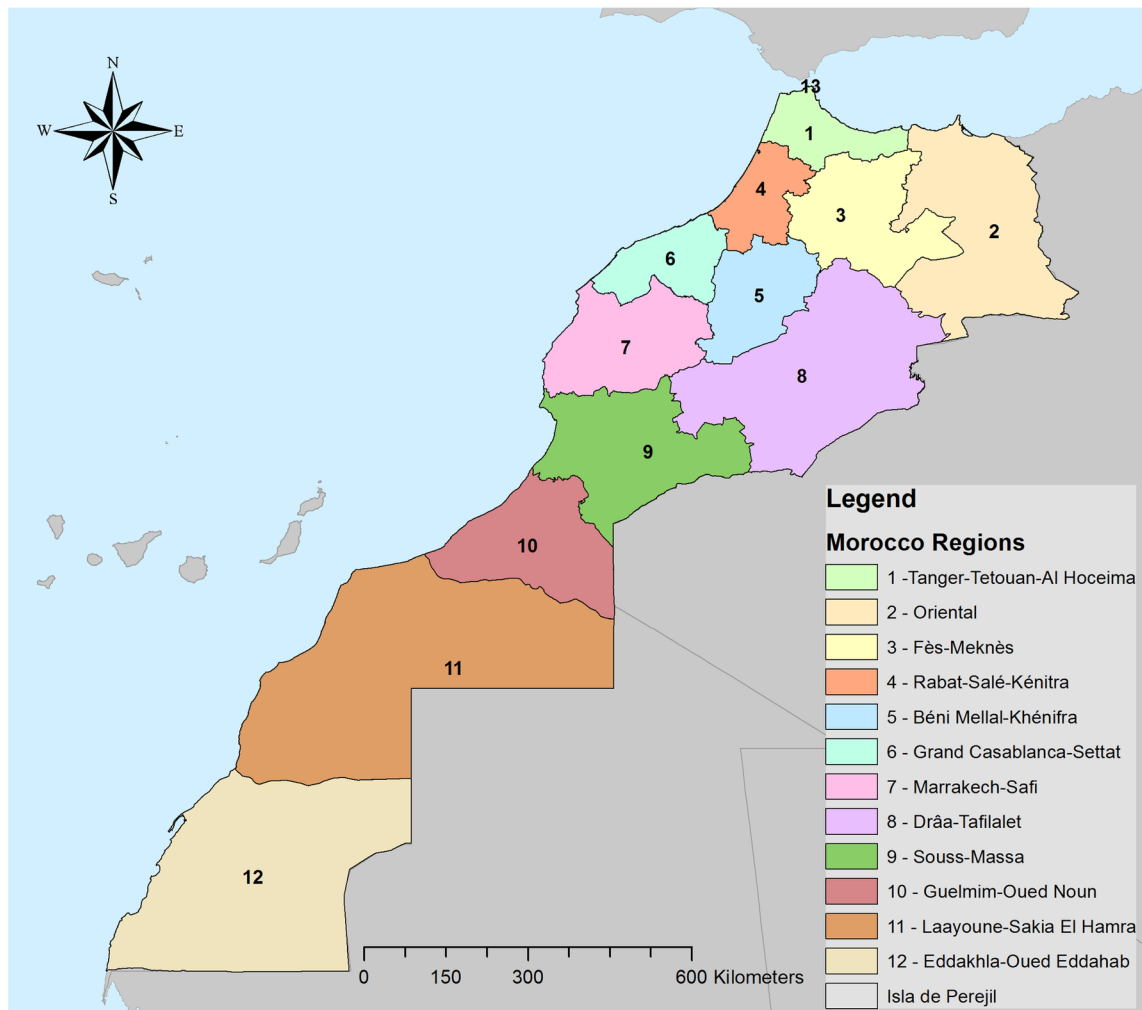 N
W E
S
13
1
4
3
2
6
5
7
8
9
10
11
12
Legend
Morocco Regions
1 -Tanger-Tetouan-Al Hoceima
2 - Oriental
3 - Fès-Meknès
4 - Rabat-Salé-Kénitra
5 - Béni Mellal-Khénifra
6 - Grand Casablanca-Settat
7 - Marrakech-Safi
8 - Drâa-Tafilalet
9 - Souss-Massa
10 - Guelmim-Oued Noun
11 - Laayoune-Sakia El Hamra
12 - Eddakhla-Oued Eddahab
Isla de Perejil
0 150 300 600 Kilometers